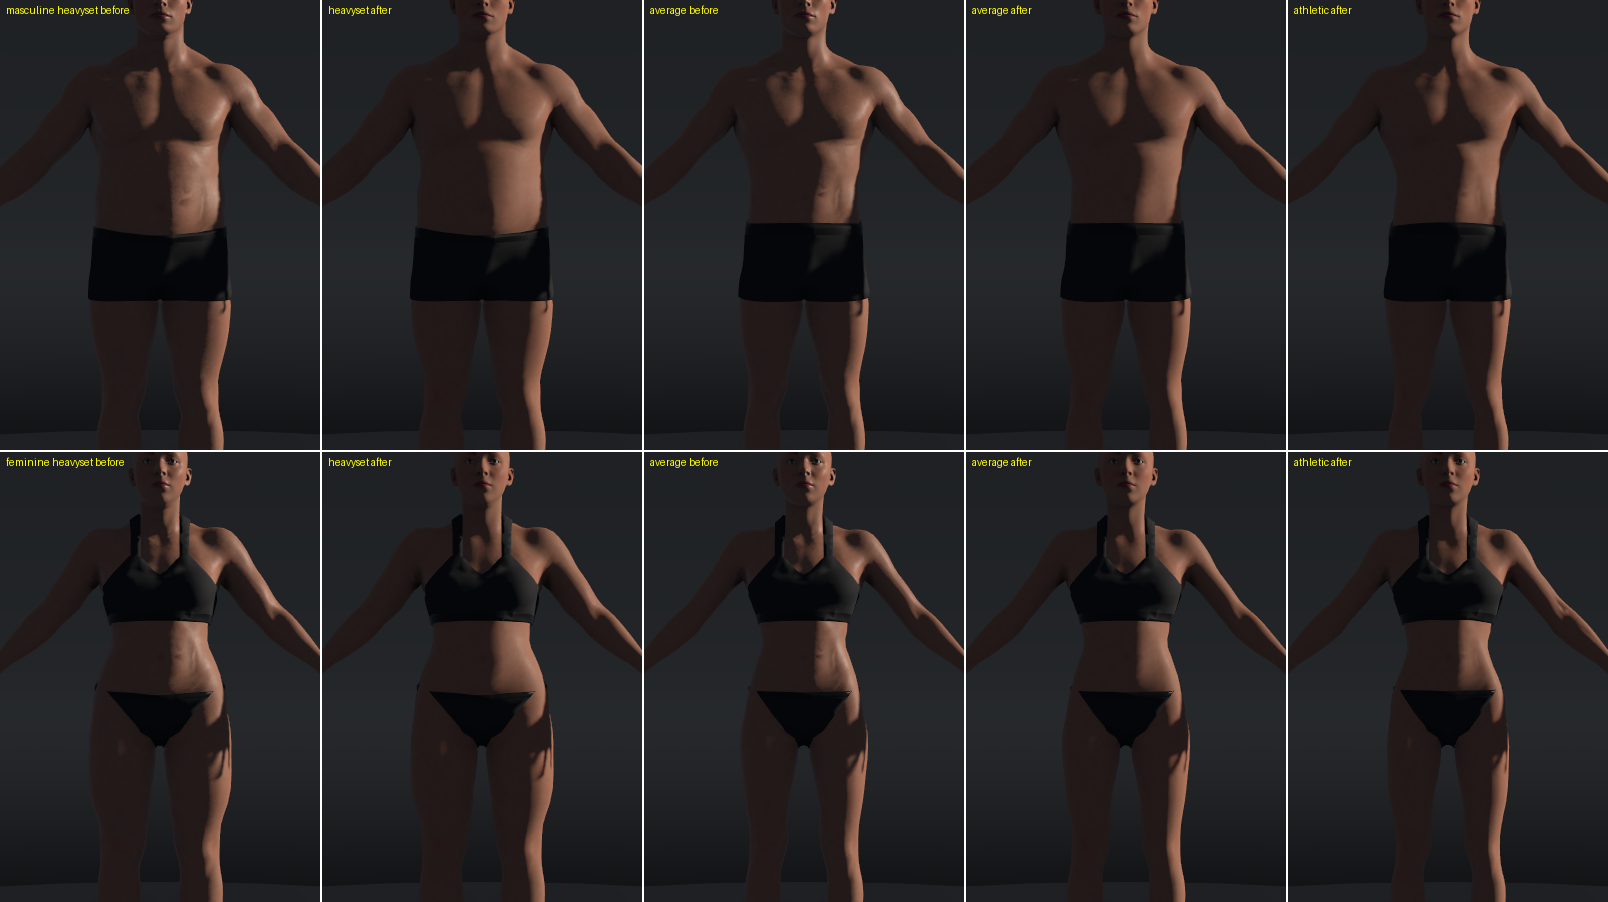 masculine heavyset before
heavyset after
average before
average after
athletic after
feminine heavyset before
heavyset after
average before
average after
athletic after